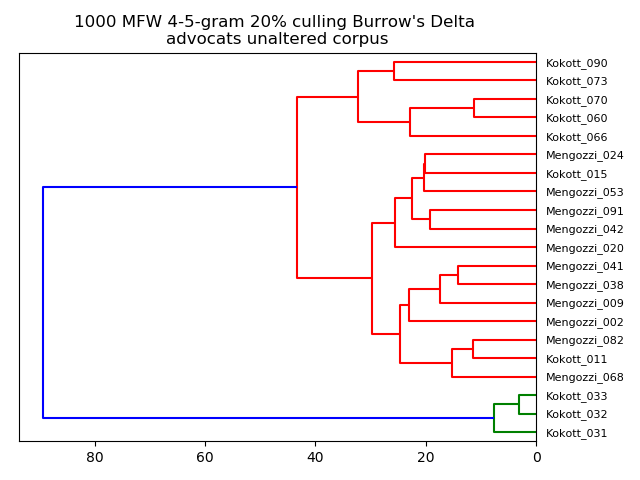 1000 MFW 4-5-gram 20% culling Burrow's Delta
advocats unaltered corpus
Kokott_090
Kokott_073
Kokott_070
Kokott_060
Kokott_066
Mengozzi_024
Kokott_015
Mengozzi_053
Mengozzi_091
Mengozzi_042
Mengozzi_020
Mengozzi_041
Mengozzi_038
Mengozzi_009
Mengozzi_002
Mengozzi_082
Kokott_011
Mengozzi_068
Kokott_033
Kokott_032
Kokott_031
80 60 40 20 0